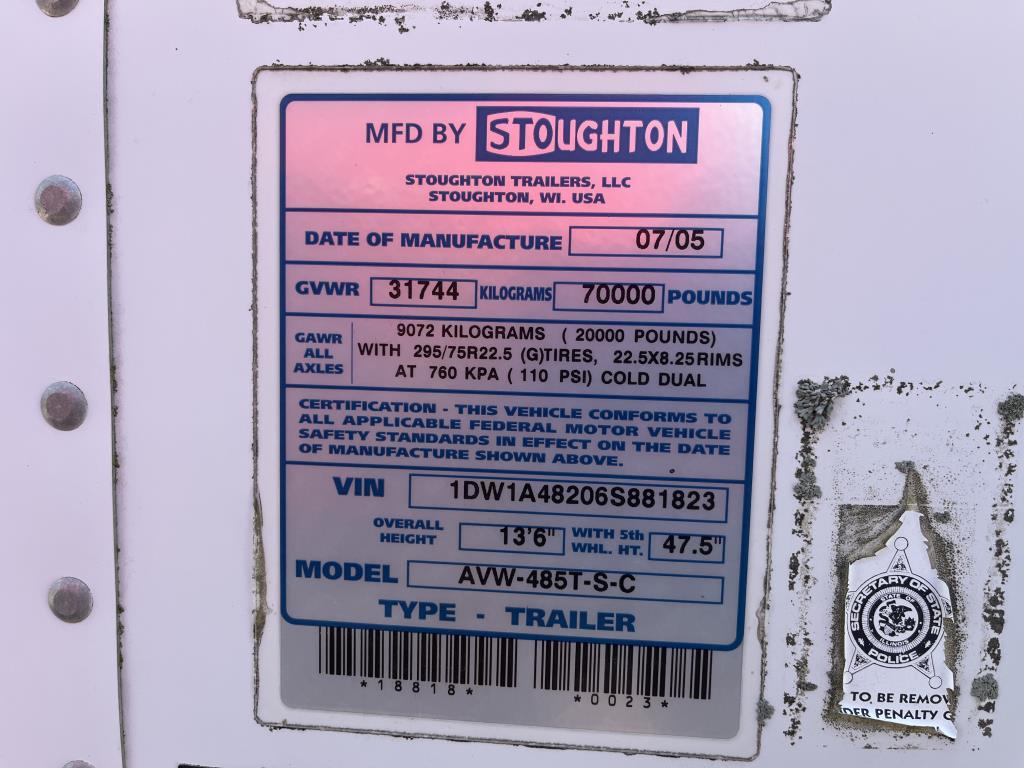 MFD BY STOUGHTON
STOUGHTON TRAILERS, LLC
STOUGHTON, WI. USA
DATE OF MANUFACTURE 07/05
GVWR 31744 KILOGRAMS 70000 POUNDS
GAWR ALL AXLES
9072 KILOGRAMS ( 20000 POUNDS)
WITH 295/75R22.5 (G)TIRES, 22.5X8.25RIMS
AT 760 KPA ( 110 PSI) COLD DUAL
CERTIFICATION - THIS VEHICLE CONFORMS TO
ALL APPLICABLE FEDERAL MOTOR VEHICLE
SAFETY STANDARDS IN EFFECT ON THE DATE
OF MANUFACTURE SHOWN ABOVE.
VIN 1DW1A48206S881823
OVERALL HEIGHT 13'6" WITH 5th WHL. HT. 47.5"
MODEL AVW-485T-S-C
TYPE - TRAILER
*18818* *0023*
SECRETARY OF STATE
STATE OF
ILLINOIS
POLICE
TO BE REMOV
DER PENALTY